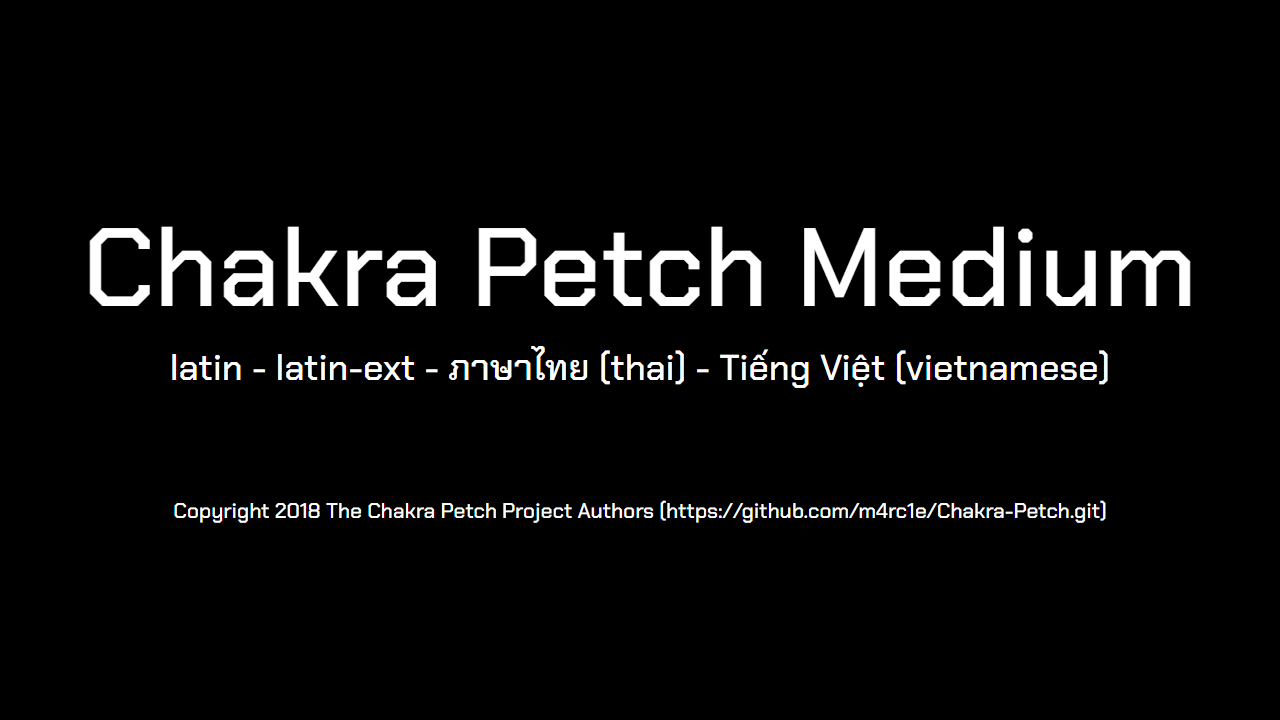 Chakra Petch Medium
latin - latin-ext - ภาษาไทย (thai) - Tiếng Việt (vietnamese)
Copyright 2018 The Chakra Petch Project Authors (https://github.com/m4rc1e/Chakra-Petch.git)